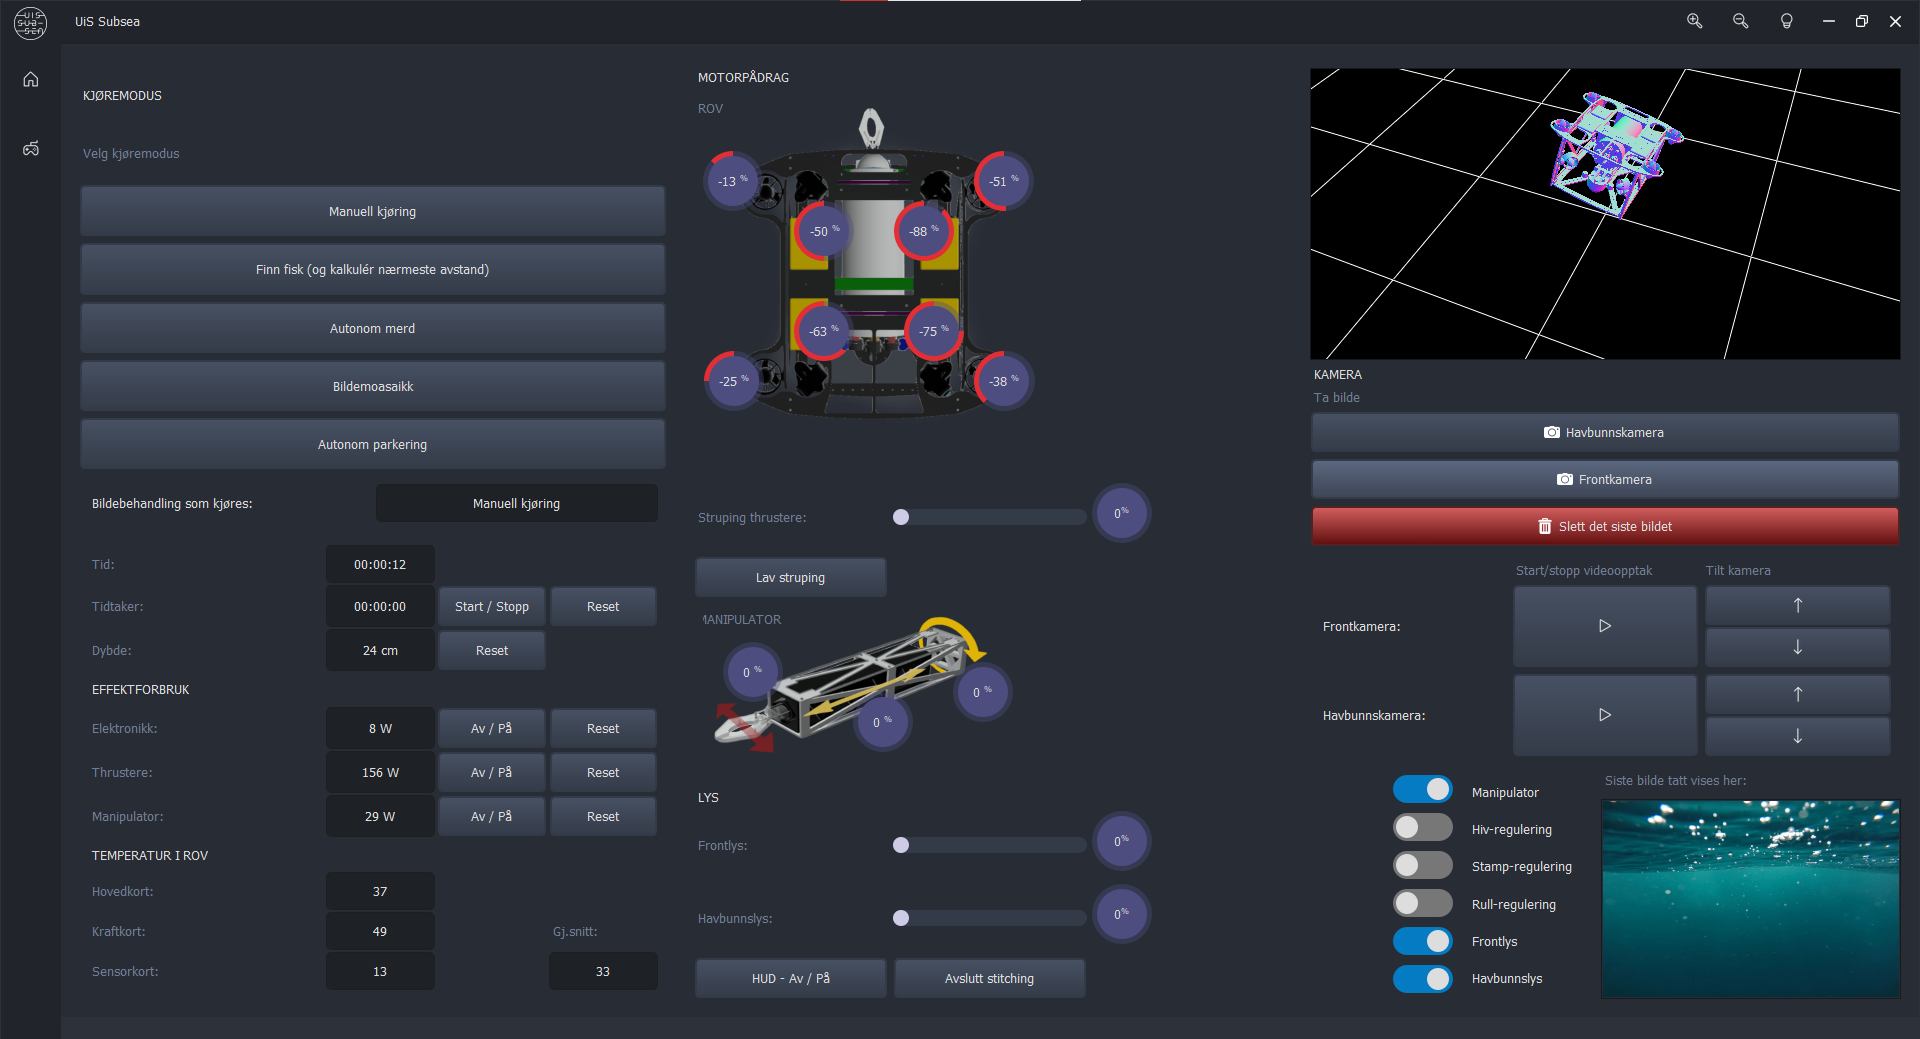 UiS
SUB-
SEA
UiS Subsea
KJØREMODUS
Velg kjøremodus
Manuell kjøring
Finn fisk (og kalkulér nærmeste avstand)
Autonom merd
Bildemoasaikk
Autonom parkering
Bildebehandling som kjøres:
Manuell kjøring
Tid:
00:00:12
Tidtaker:
00:00:00
Start / Stopp
Reset
Dybde:
24 cm
Reset
EFFEKTFORBRUK
Elektronikk:
8 W
Av / På
Reset
Thrustere:
156 W
Av / På
Reset
Manipulator:
29 W
Av / På
Reset
TEMPERATUR I ROV
Hovedkort:
37
Kraftkort:
49
Gj.snitt:
Sensorkort:
13
33
MOTORPÅDRAG
ROV
-13 %
-51 %
-50 %
-88 %
-63 %
-75 %
-25 %
-38 %
Struping thrustere:
0%
Lav struping
MANIPULATOR
0 %
0 %
0 %
LYS
Frontlys:
0%
Havbunnslys:
0%
HUD - Av / På
Avslutt stitching
KAMERA
Ta bilde
Havbunnskamera
Frontkamera
Slett det siste bildet
Start/stopp videoopptak
Tilt kamera
Frontkamera:
↑
↓
Havbunnskamera:
↑
↓
Manipulator
Hiv-regulering
Stamp-regulering
Rull-regulering
Frontlys
Havbunnslys
Siste bilde tatt vises her: